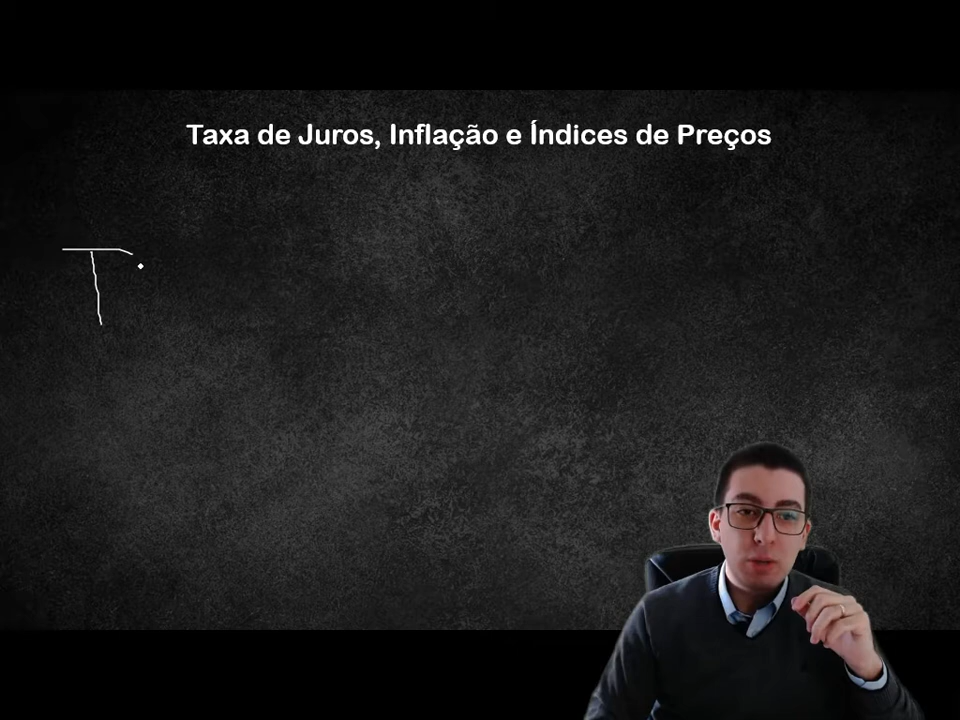 Taxa de Juros, Inflação e Índices de Preços
T